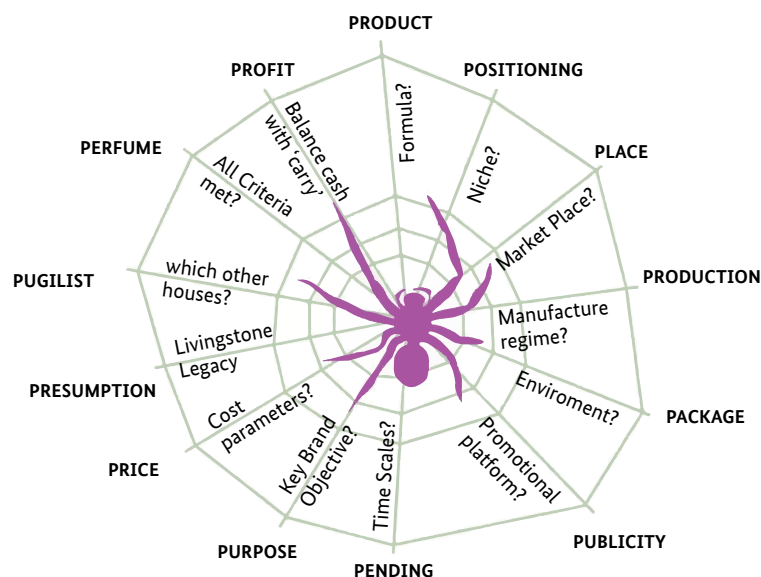 PRODUCT
Formula?
POSITIONING
Niche?
PLACE
Market Place?
PRODUCTION
Manufacture
regime?
PACKAGE
Enviroment?
PUBLICITY
Promotional
platform?
PENDING
Time Scales?
PURPOSE
Key Brand
Objective?
PRICE
Cost
parameters?
PRESUMPTION
Livingstone
Legacy
PUGILIST
which other
houses?
PERFUME
All Criteria
met?
PROFIT
Balance cash
with ‘carry’